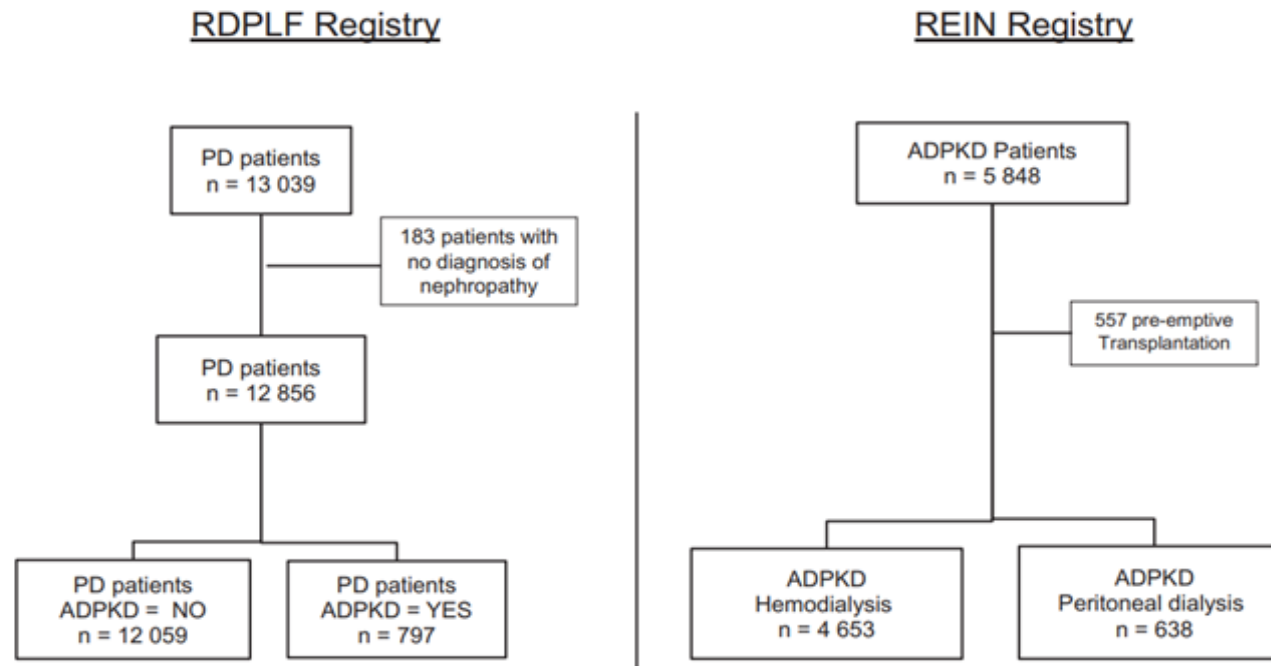 RDPLF Registry
PD patients
n = 13 039
183 patients with
no diagnosis of
nephropathy
PD patients
n = 12 856
PD patients
ADPKD = NO
n = 12 059
PD patients
ADPKD = YES
n = 797
REIN Registry
ADPKD Patients
n = 5 848
557 pre-emptive
Transplantation
ADPKD
Hemodialysis
n = 4 653
ADPKD
Peritoneal dialysis
n = 638